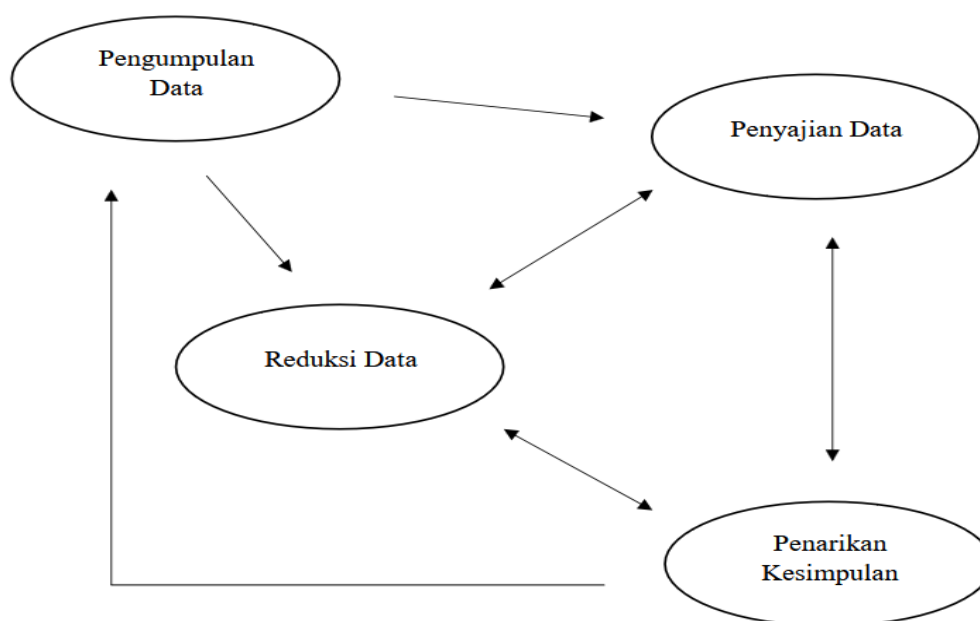 Pengumpulan
Data
Penyajian Data
Reduksi Data
Penarikan
Kesimpulan